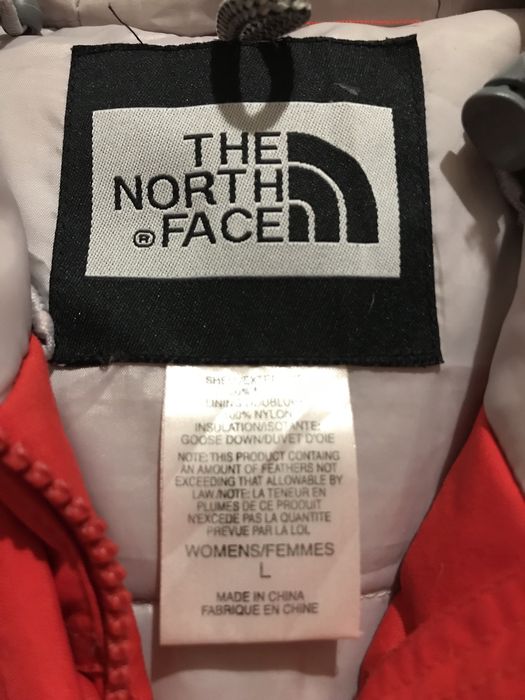 THE
NORTH
® FACE
100% NYLON
INSULATION/ISOLANTE:
GOOSE DOWN/DUVET D'OIE
NOTE: THIS PRODUCT CONTAING
AN AMOUNT OF FEATHERS NOT
EXCEEDING THAT ALLOWABLE BY
LAW./NOTE: LA TENEUR EN
PLUMES DE CE PRODUIT
N'EXCEDE PAS LA QUANTITE
PREVUE PAR LA LOI.
WOMENS/FEMMES
L
MADE IN CHINA
FABRIQUE EN CHINE